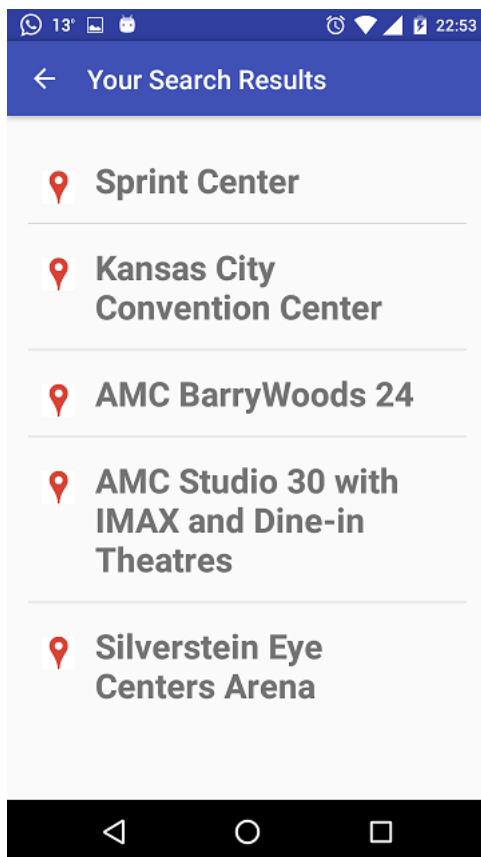 13° 22:53
Your Search Results
Sprint Center
Kansas City
Convention Center
AMC BarryWoods 24
AMC Studio 30 with
IMAX and Dine-in
Theatres
Silverstein Eye
Centers Arena